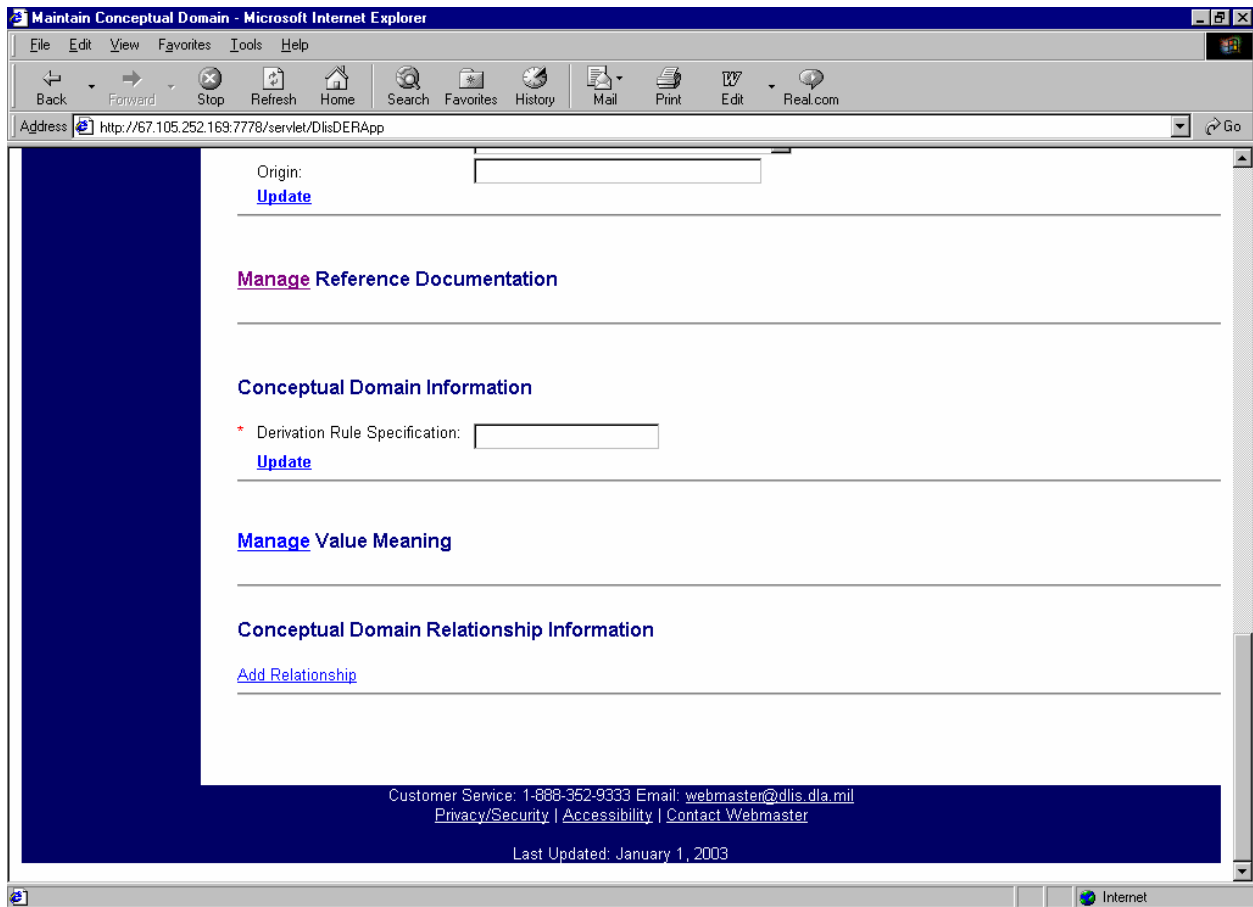 Maintain Conceptual Domain - Microsoft Internet Explorer
File Edit View Favorites Tools Help
Back Forward Stop Refresh Home Search Favorites History Mail Print Edit Real.com
Address http://67.105.252.169:7778/servlet/DlisDERApp Go
Origin:
Update
Manage Reference Documentation
Conceptual Domain Information
* Derivation Rule Specification:
Update
Manage Value Meaning
Conceptual Domain Relationship Information
Add Relationship
Customer Service: 1-888-352-9333 Email: webmaster@dlis.dla.mil
Privacy/Security | Accessibility | Contact Webmaster
Last Updated: January 1, 2003
Internet